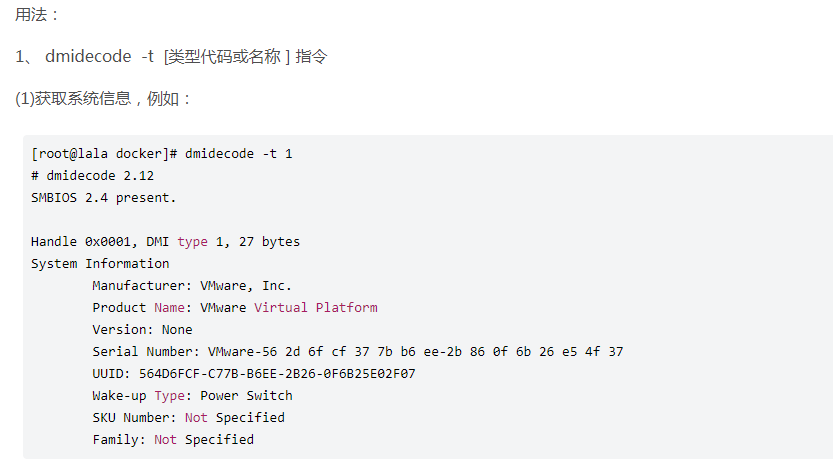 用法：
1、 dmidecode -t [类型代码或名称 ] 指令
(1)获取系统信息，例如：
[root@lala docker]# dmidecode -t 1
# dmidecode 2.12
SMBIOS 2.4 present.
Handle 0x0001, DMI type 1, 27 bytes
System Information
Manufacturer: VMware, Inc.
Product Name: VMware Virtual Platform
Version: None
Serial Number: VMware-56 2d 6f cf 37 7b b6 ee-2b 86 0f 6b 26 e5 4f 37
UUID: 564D6FCF-C77B-B6EE-2B26-0F6B25E02F07
Wake-up Type: Power Switch
SKU Number: Not Specified
Family: Not Specified